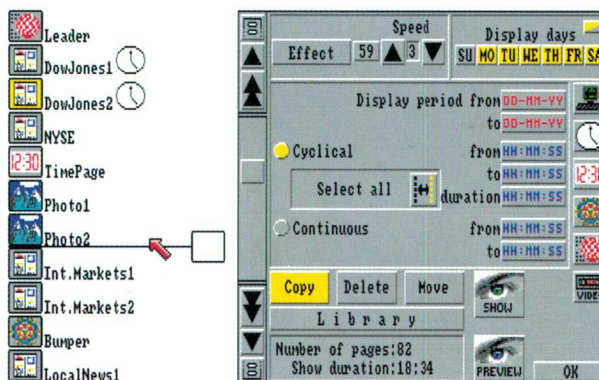 Leader
DowJones1
DowJones2
NYSE
12:30 TimePage
Photo1
Photo2
Int.Markets1
Int.Markets2
Bumper
LocalNews1
Speed
Effect 59 3
Display days
SU MO TU WE TH FR SA
Display period from DD-MM-YY
to DD-MM-YY
Cyclical from HH:MM:SS
to HH:MM:SS
Select all duration HH:MM:SS
Continuous from HH:MM:SS
to HH:MM:SS
12:30
VIDEO
Copy Delete Move
SHOW
Library
Number of pages:82
Show duration:18:34
PREVIEW
OK